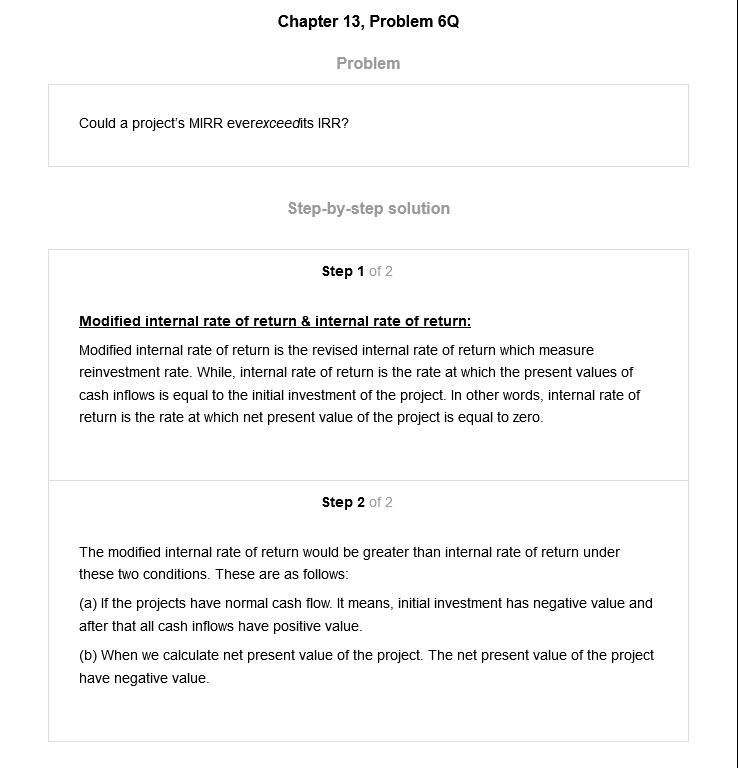 Chapter 13, Problem 6Q
Problem
Could a project's MIRR everexceedits IRR?
Step-by-step solution
Step 1 of 2
Modified internal rate of return & internal rate of return:
Modified internal rate of return is the revised internal rate of return which measure
reinvestment rate. While, internal rate of return is the rate at which the present values of
cash inflows is equal to the initial investment of the project. In other words, internal rate of
return is the rate at which net present value of the project is equal to zero.
Step 2 of 2
The modified internal rate of return would be greater than internal rate of return under
these two conditions. These are as follows:
(a) If the projects have normal cash flow. It means, initial investment has negative value and
after that all cash inflows have positive value.
(b) When we calculate net present value of the project. The net present value of the project
have negative value.